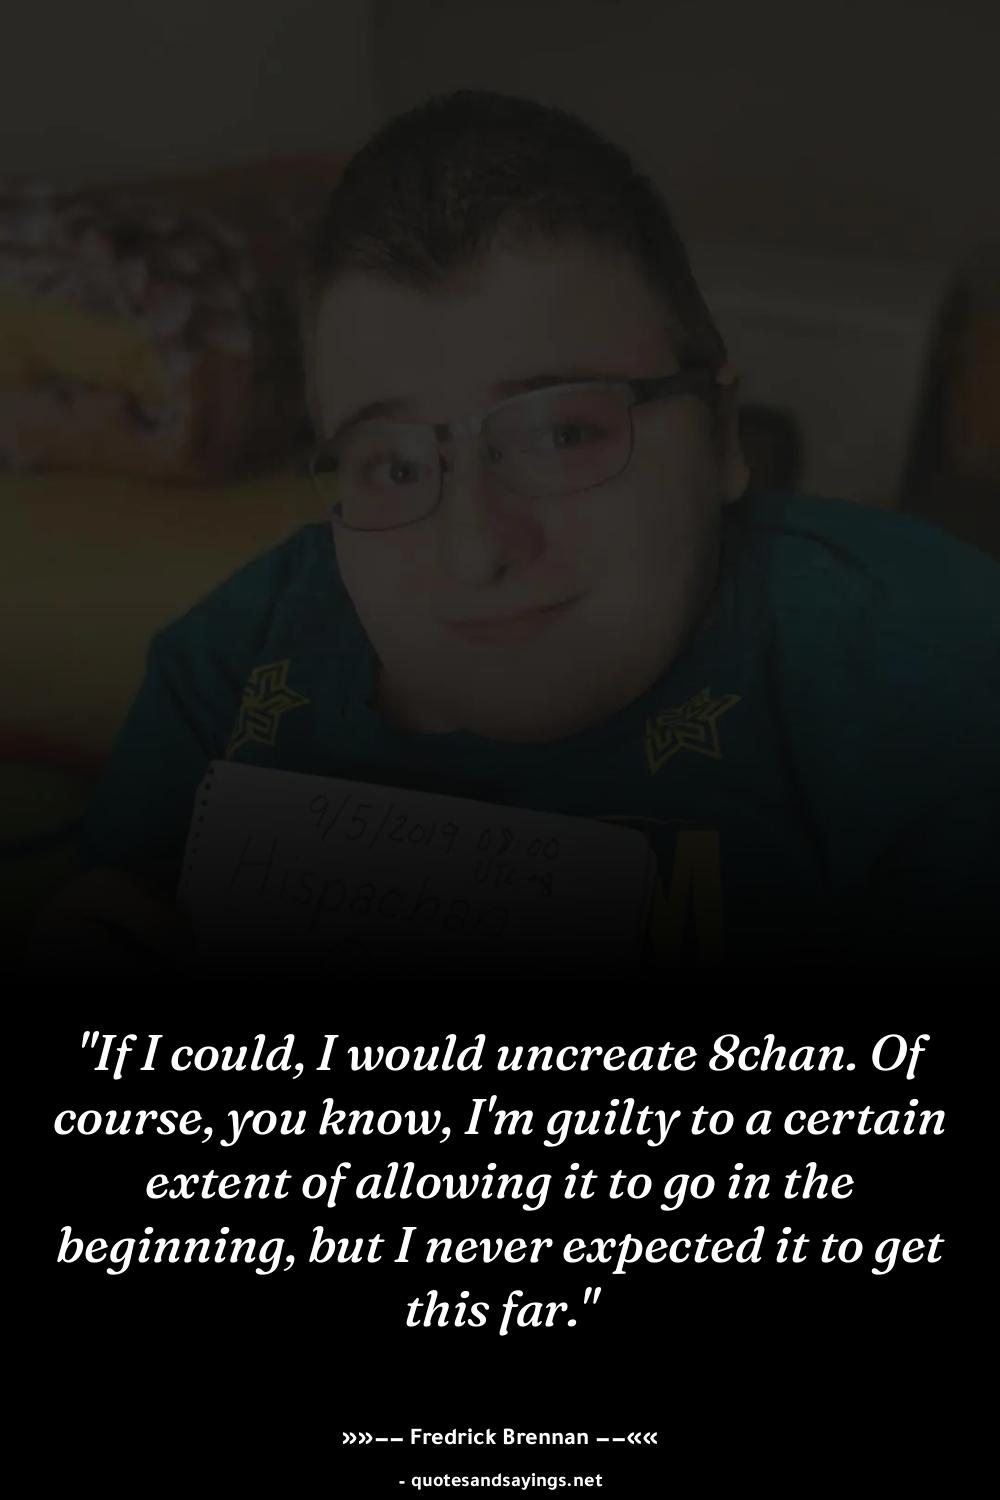 9/5/2019 09:00
UTC+8
Hispachan
M
"If I could, I would uncreate 8chan. Of
course, you know, I'm guilty to a certain
extent of allowing it to go in the
beginning, but I never expected it to get
this far."
»»—— Fredrick Brennan ——««
- quotesandsayings.net